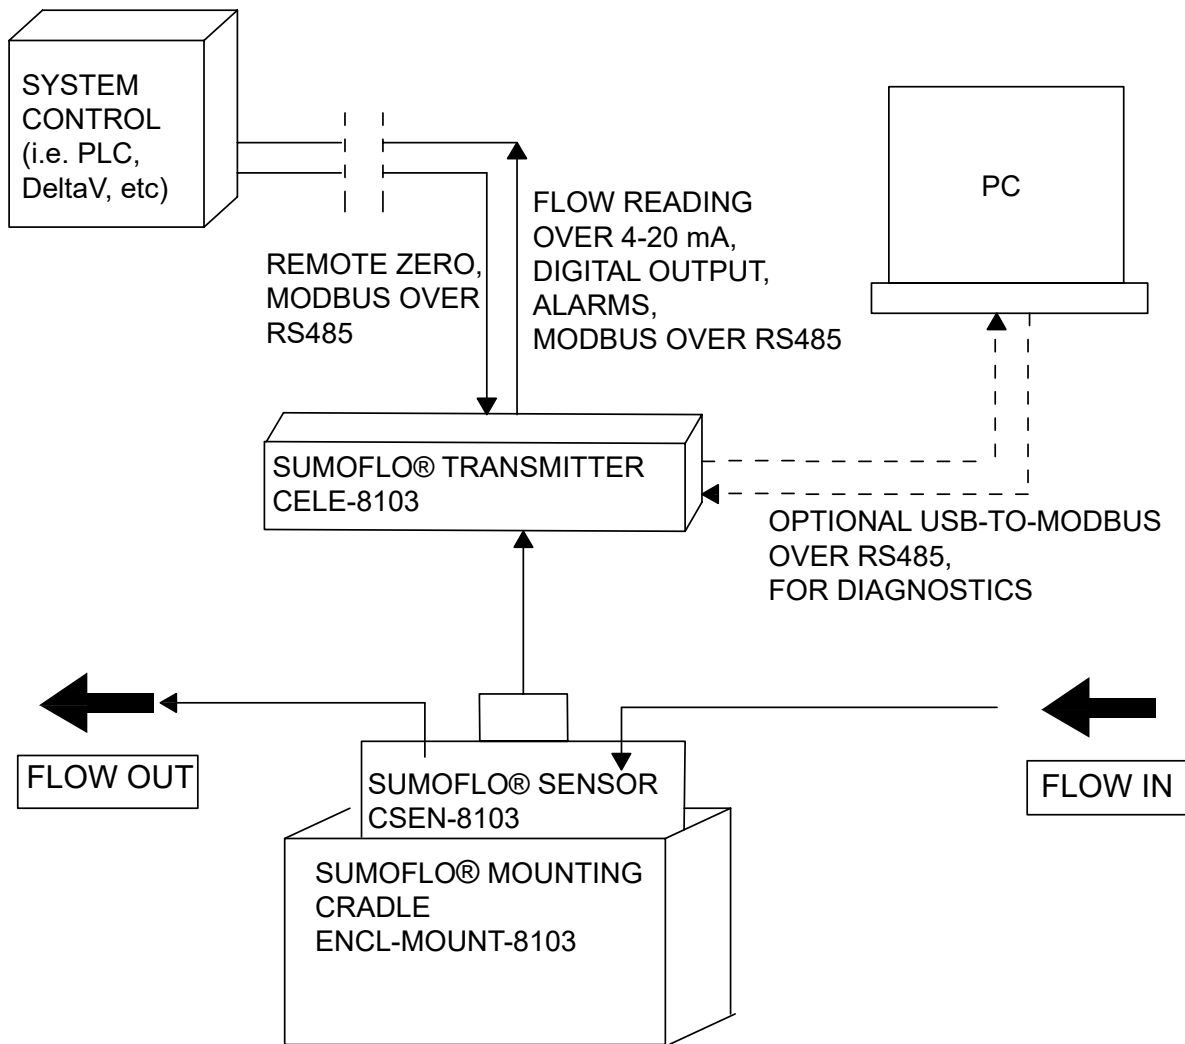 SYSTEM
CONTROL
(i.e. PLC,
DeltaV, etc)
PC
FLOW READING
OVER 4-20 mA,
DIGITAL OUTPUT,
ALARMS,
MODBUS OVER RS485
REMOTE ZERO,
MODBUS OVER
RS485
SUMOFLO® TRANSMITTER
CELE-8103
OPTIONAL USB-TO-MODBUS
OVER RS485,
FOR DIAGNOSTICS
FLOW OUT
SUMOFLO® SENSOR
CSEN-8103
FLOW IN
SUMOFLO® MOUNTING
CRADLE
ENCL-MOUNT-8103